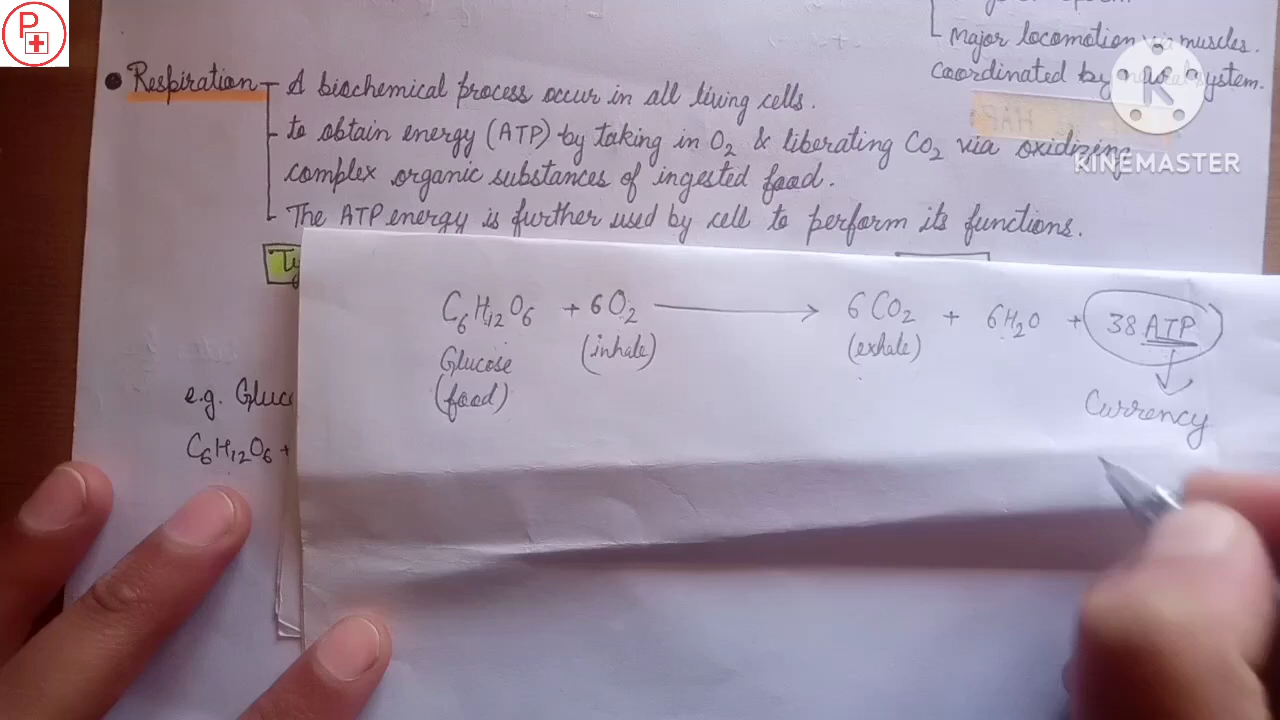 P
Major locomotion via muscles.
coordinated by system.
KINEMASTER
Respiration - A biochemical process occur in all living cells.
- to obtain energy (ATP) by taking in O2 & liberating CO2 via oxidizing
complex organic substances of ingested food.
- The ATP energy is further used by cell to perform its functions.
Ty
C6H12O6 + 6O2 → 6CO2 + 6H2O + 38 ATP
Glucose (inhale) (exhale)
(food)
Currency
e.g. Gluco
C6H12O6 +